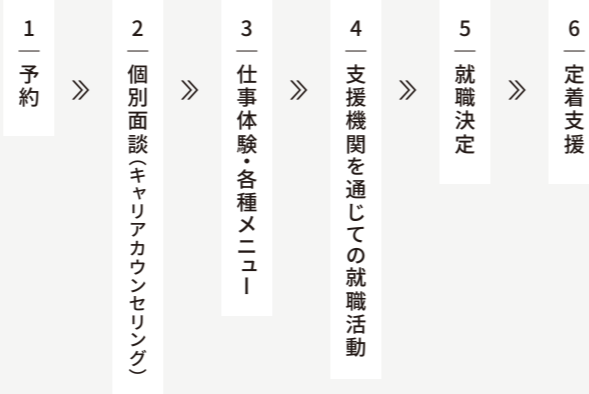 1
予約
2
個別面談（キャリアカウンセリング）
3
仕事体験・各種メニュー
4
支援機関を通じての就職活動
5
就職決定
6
定着支援